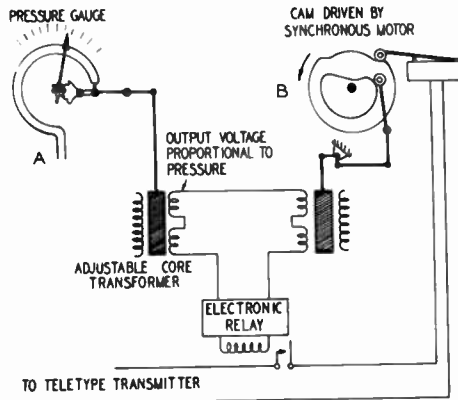 PRESSURE GAUGE
CAM DRIVEN BY
SYNCHRONOUS MOTOR
A
B
OUTPUT VOLTAGE
PROPORTIONAL TO
PRESSURE
ADJUSTABLE CORE
TRANSFORMER
ELECTRONIC
RELAY
TO TELETYPE TRANSMITTER